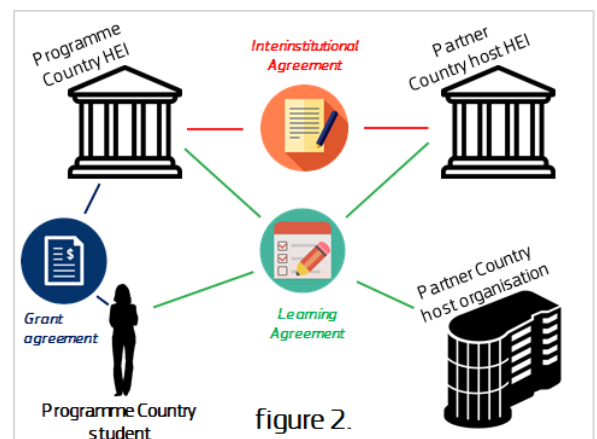 Programme
Country HEI
Interinstitutional
Agreement
Partner
Country host HEI
$
Grant
agreement
Learning
Agreement
Partner Country
host organisation
Programme Country
student
figure 2.